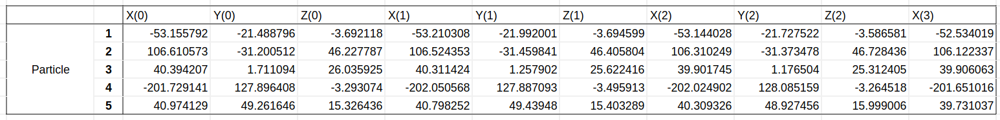 X(0) Y(0) Z(0) X(1) Y(1) Z(1) X(2) Y(2) Z(2) X(3)
1 -53.155792 -21.488796 -3.692118 -53.210308 -21.992001 -3.694599 -53.144028 -21.727522 -3.586581 -52.534019
2 106.610573 -31.200512 46.227787 106.524353 -31.459841 46.405804 106.310249 -31.373478 46.728436 106.122337
Particle 3 40.394207 1.711094 26.035925 40.311424 1.257902 25.622416 39.901745 1.176504 25.312405 39.906063
4 -201.729141 127.896408 -3.293074 -202.050568 127.887093 -3.495913 -202.024902 128.085159 -3.264518 -201.651016
5 40.974129 49.261646 15.326436 40.798252 49.43948 15.403289 40.309326 48.927456 15.999006 39.731037